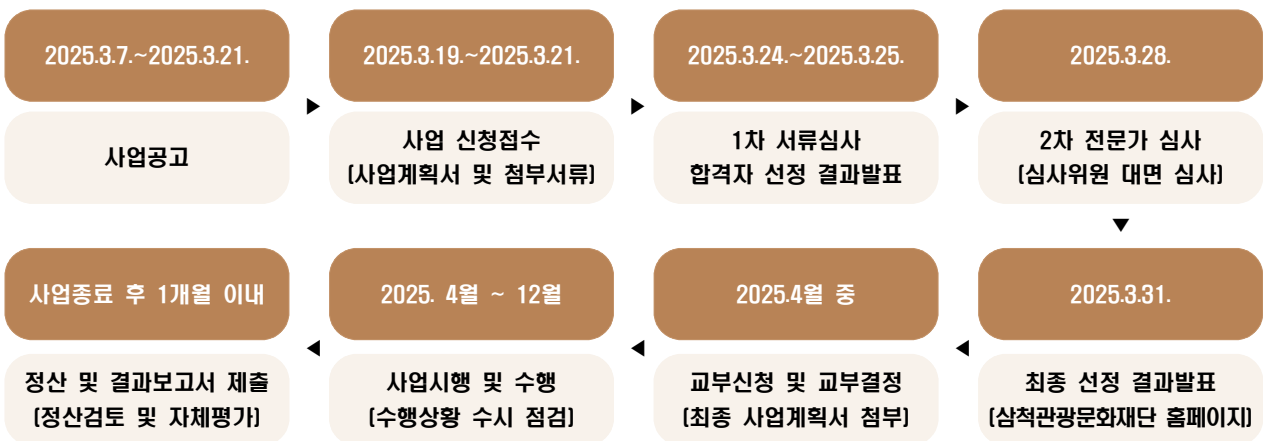 2025.3.7.~2025.3.21.
사업공고
▶
2025.3.19.~2025.3.21.
사업 신청접수
(사업계획서 및 첨부서류)
▶
2025.3.24.~2025.3.25.
1차 서류심사
합격자 선정 결과발표
▶
2025.3.28.
2차 전문가 심사
(심사위원 대면 심사)
▼
2025.3.31.
최종 선정 결과발표
(삼척관광문화재단 홈페이지)
◀
2025.4월 중
교부신청 및 교부결정
(최종 사업계획서 첨부)
◀
2025. 4월 ~ 12월
사업시행 및 수행
(수행상황 수시 점검)
◀
사업종료 후 1개월 이내
정산 및 결과보고서 제출
(정산검토 및 자체평가)